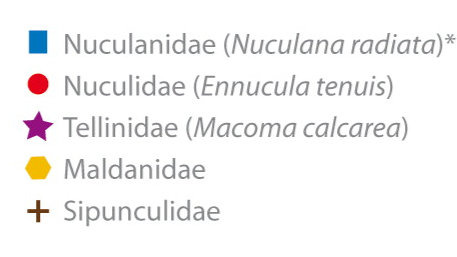 Nuculanidae (Nuculana radiata)*
Nuculidae (Ennucula tenuis)
Tellinidae (Macoma calcarea)
Maldanidae
Sipunculidae